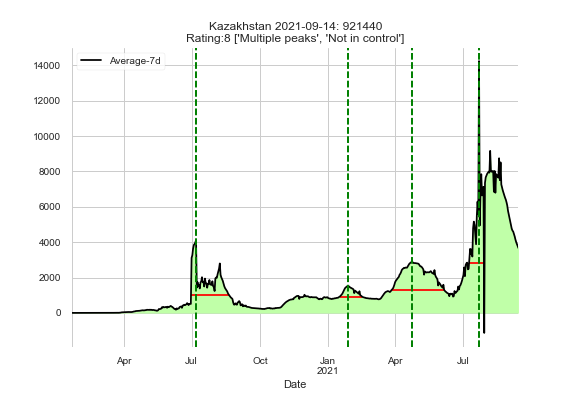 Kazakhstan 2021-09-14: 921440
Rating:8 ['Multiple peaks', 'Not in control']
Average-7d
14000
12000
10000
8000
6000
4000
2000
0
Apr Jul Oct Jan Apr Jul
2021
Date